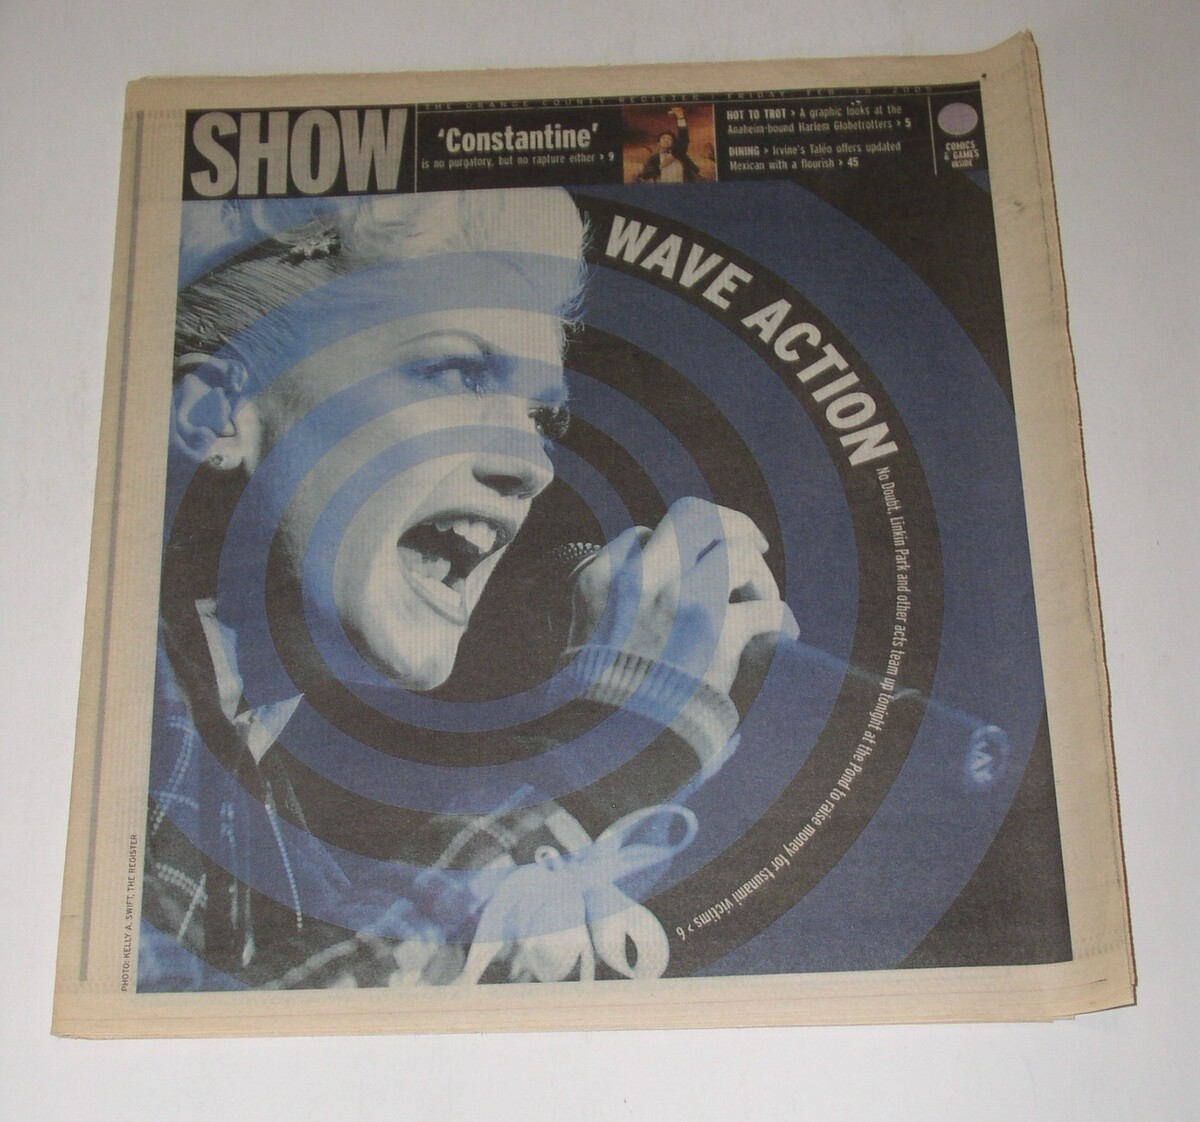 THE ORANGE COUNTY REGISTER FRIDAY, FEB. 18, 2005
SHOW
'Constantine'
is no purgatory, but no rapture either > 9
HOT TO TROT > A graphic looks at the
Anaheim-bound Harlem Globetrotters > 5
DINING > Irvine's Taléo offers updated
Mexican with a flourish > 45
COMICS
& GAMES
INSIDE
WAVE ACTION
No Doubt, Linkin Park and other acts team up tonight at the Pond to raise money for tsunami victims > 6
PHOTO: KELLY A. SWIFT, THE REGISTER